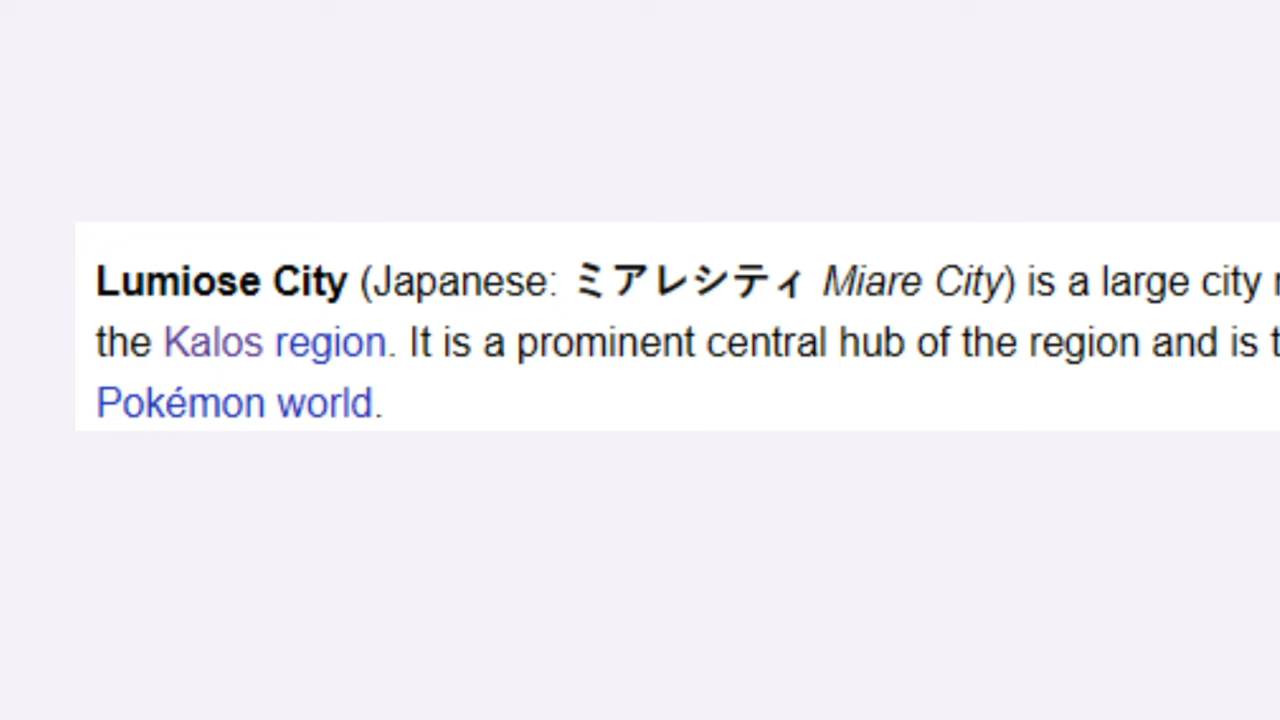 Lumiose City (Japanese: ミアレシティ Miare City) is a large city
the Kalos region. It is a prominent central hub of the region and is
Pokémon world.